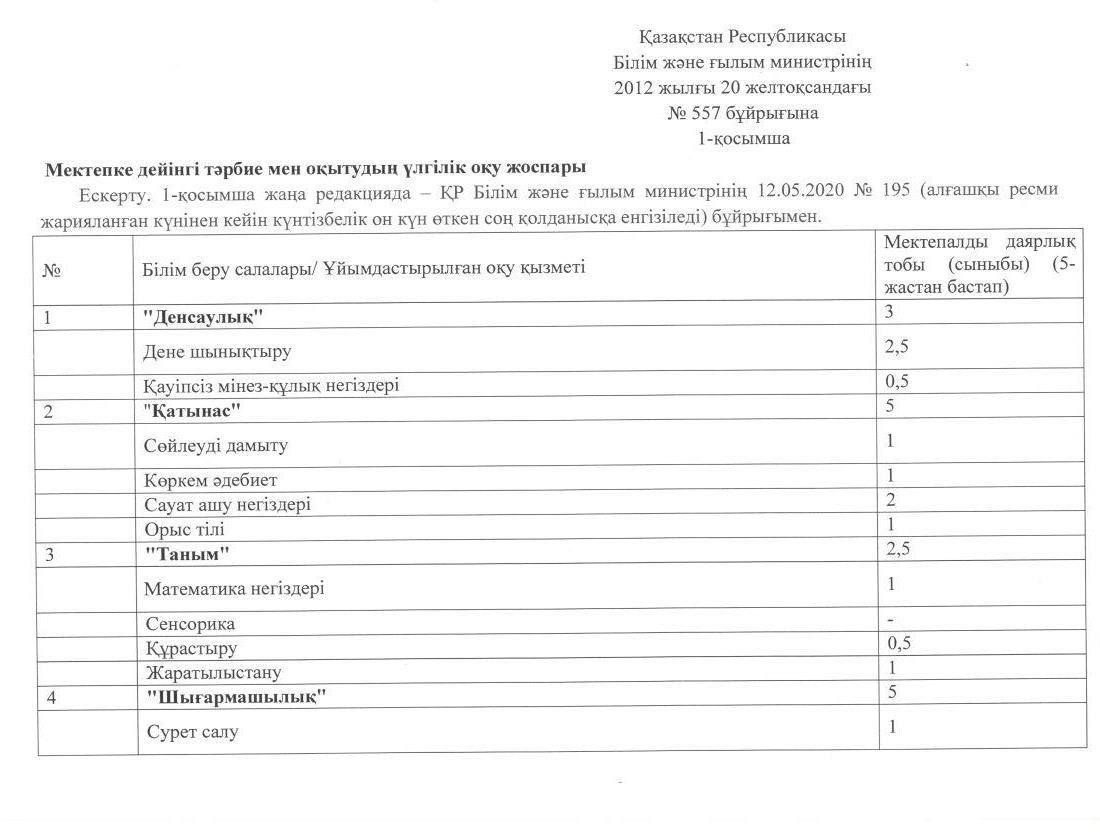 Қазақстан Республикасы
Білім және ғылым министрінің
2012 жылғы 20 желтоқсандағы
№ 557 бұйрығына
1-қосымша
Мектепке дейінгі тәрбие мен оқытудың үлгілік оқу жоспары
Ескерту. 1-қосымша жаңа редакцияда – ҚР Білім және ғылым министрінің 12.05.2020 № 195 (алғашқы ресми
жарияланған күнінен кейін күнтізбелік он күн өткен соң қолданысқа енгізіледі) бұйрығымен.
№ Білім беру салалары/ Ұйымдастырылған оқу қызметі Мектепалды даярлық
тобы (сыныбы) (5-
жастан бастап)
1 "Денсаулық" 3
Дене шынықтыру 2,5
Қауіпсіз мінез-құлық негіздері 0,5
2 "Қатынас" 5
Сөйлеуді дамыту 1
Көркем әдебиет 1
Сауат ашу негіздері 2
Орыс тілі 1
3 "Таным" 2,5
Математика негіздері 1
Сенсорика -
Құрастыру 0,5
Жаратылыстану 1
4 "Шығармашылық" 5
Сурет салу 1